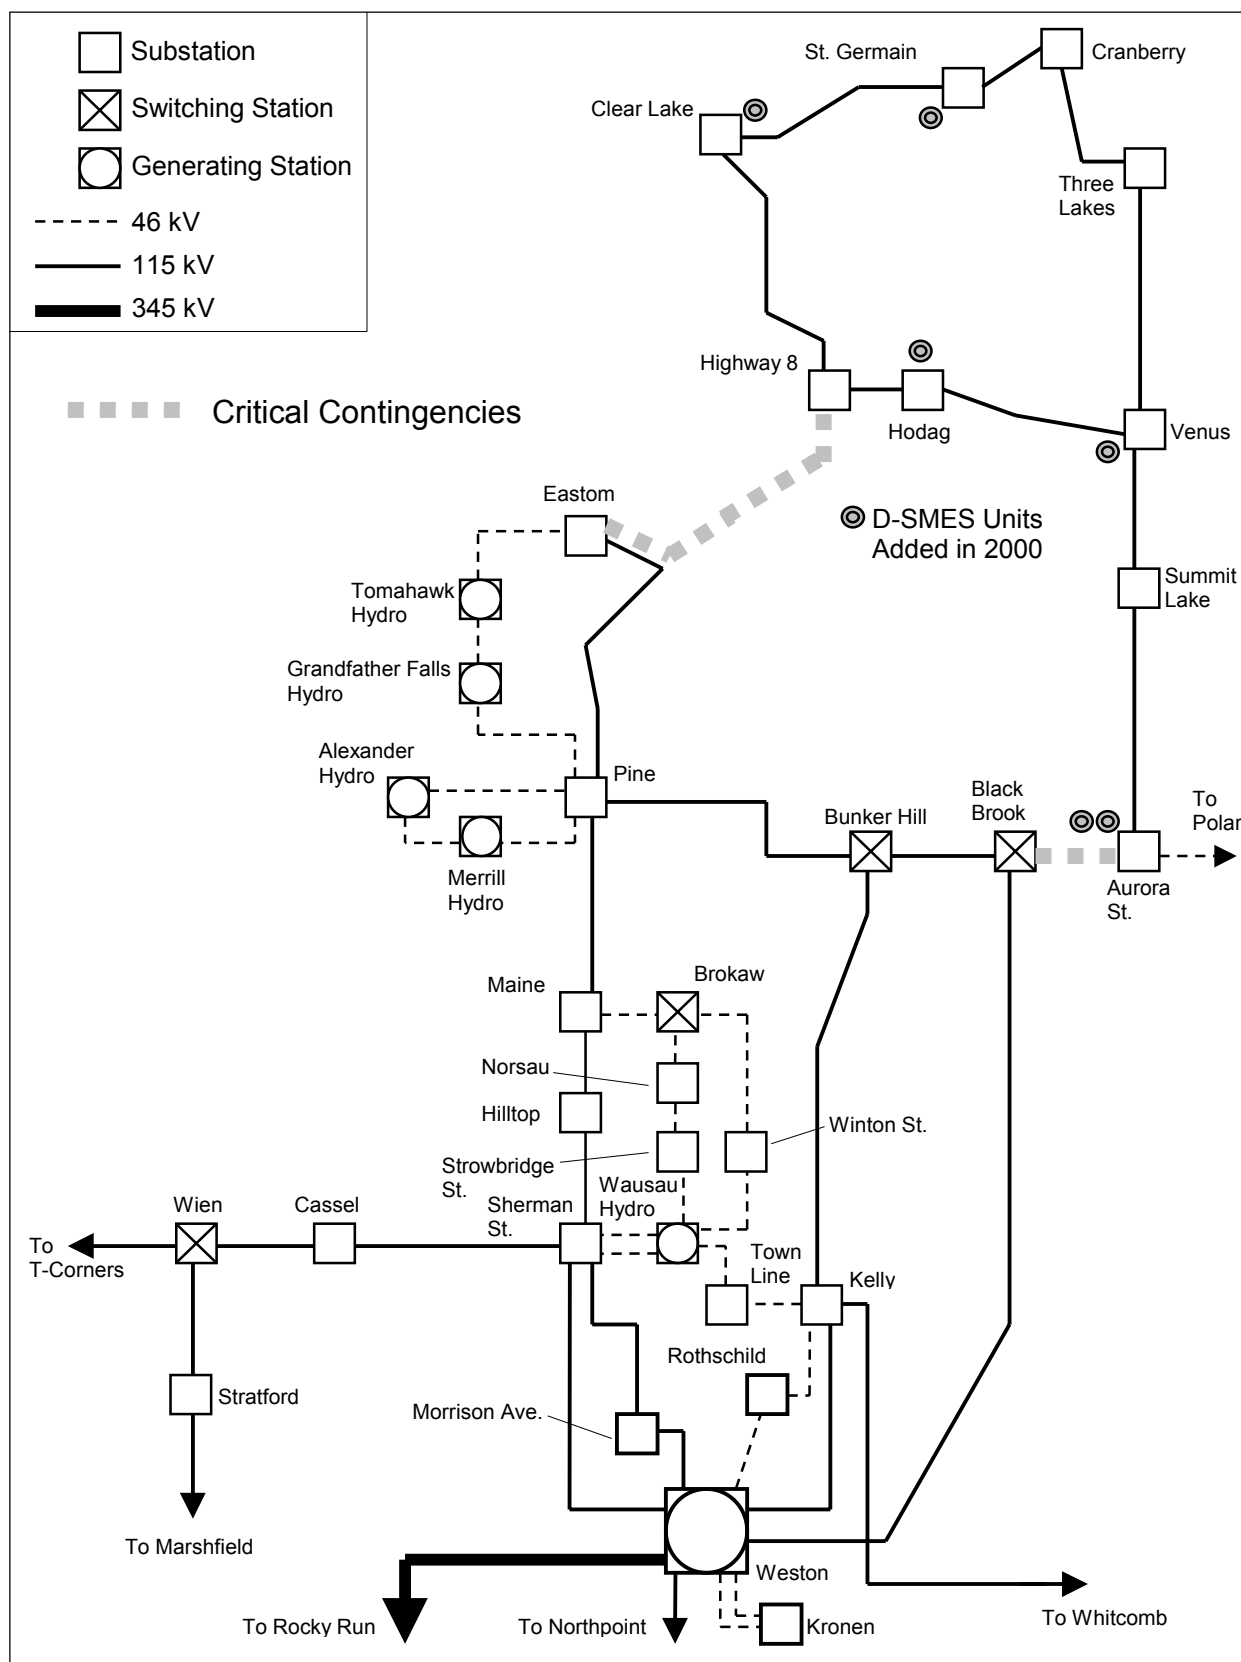 Substation
Switching Station
Generating Station
46 kV
115 kV
345 kV
St. Germain
Cranberry
Clear Lake
Three
Lakes
Highway 8
Hodag
Venus
Critical Contingencies
Eastom
D-SMES Units
Added in 2000
Summit
Lake
Tomahawk
Hydro
Grandfather Falls
Hydro
Alexander
Hydro
Pine
Merrill
Hydro
Bunker Hill
Black
Brook
To
Polar
Aurora
St.
Maine
Brokaw
Norsau
Hilltop
Winton St.
Strowbridge
St.
Wausau
Hydro
Sherman
St.
Wien
Cassel
To
T-Corners
Town
Line
Kelly
Rothschild
Stratford
Morrison Ave.
To Marshfield
Weston
To Rocky Run
To Northpoint
Kronen
To Whitcomb